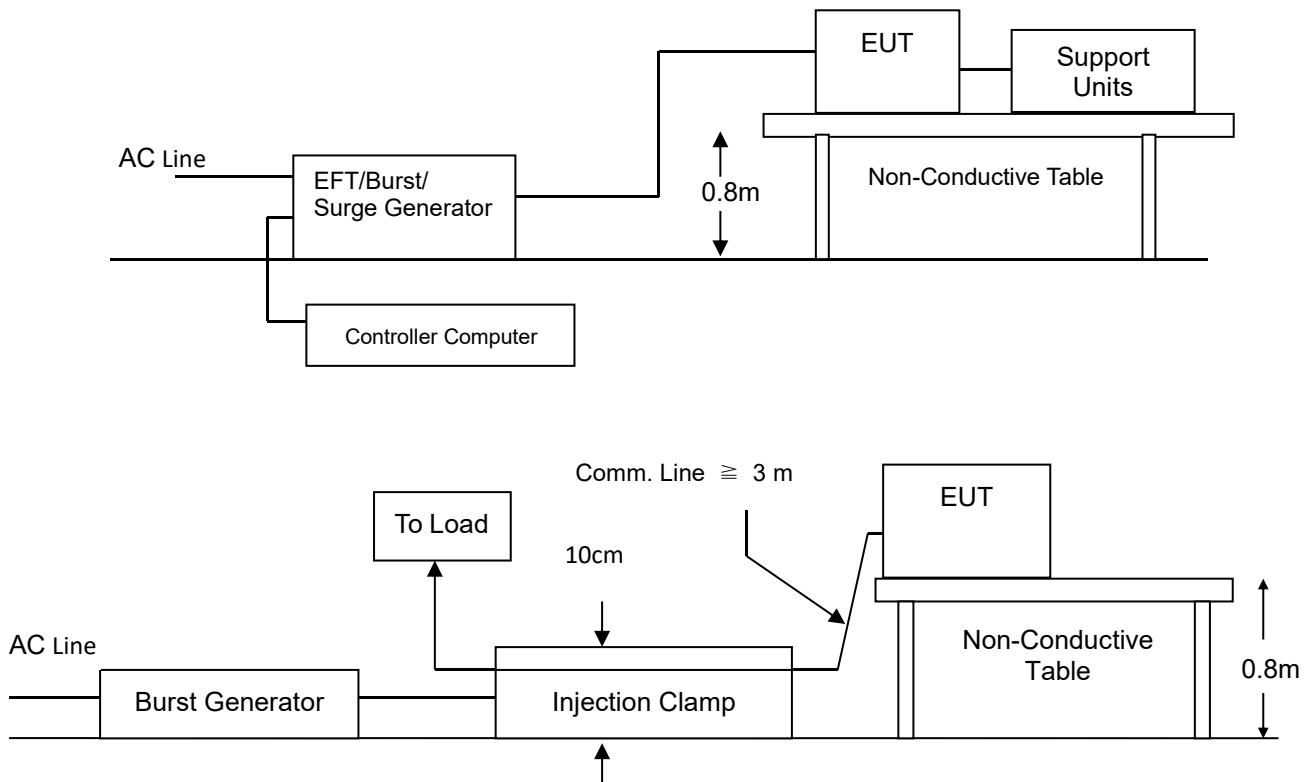 EUT
Support
Units
AC Line
EFT/Burst/
Surge Generator
0.8m
Non-Conductive Table
Controller Computer
Comm. Line ≧ 3 m
EUT
To Load
10cm
AC Line
Burst Generator
Injection Clamp
Non-Conductive
Table
0.8m